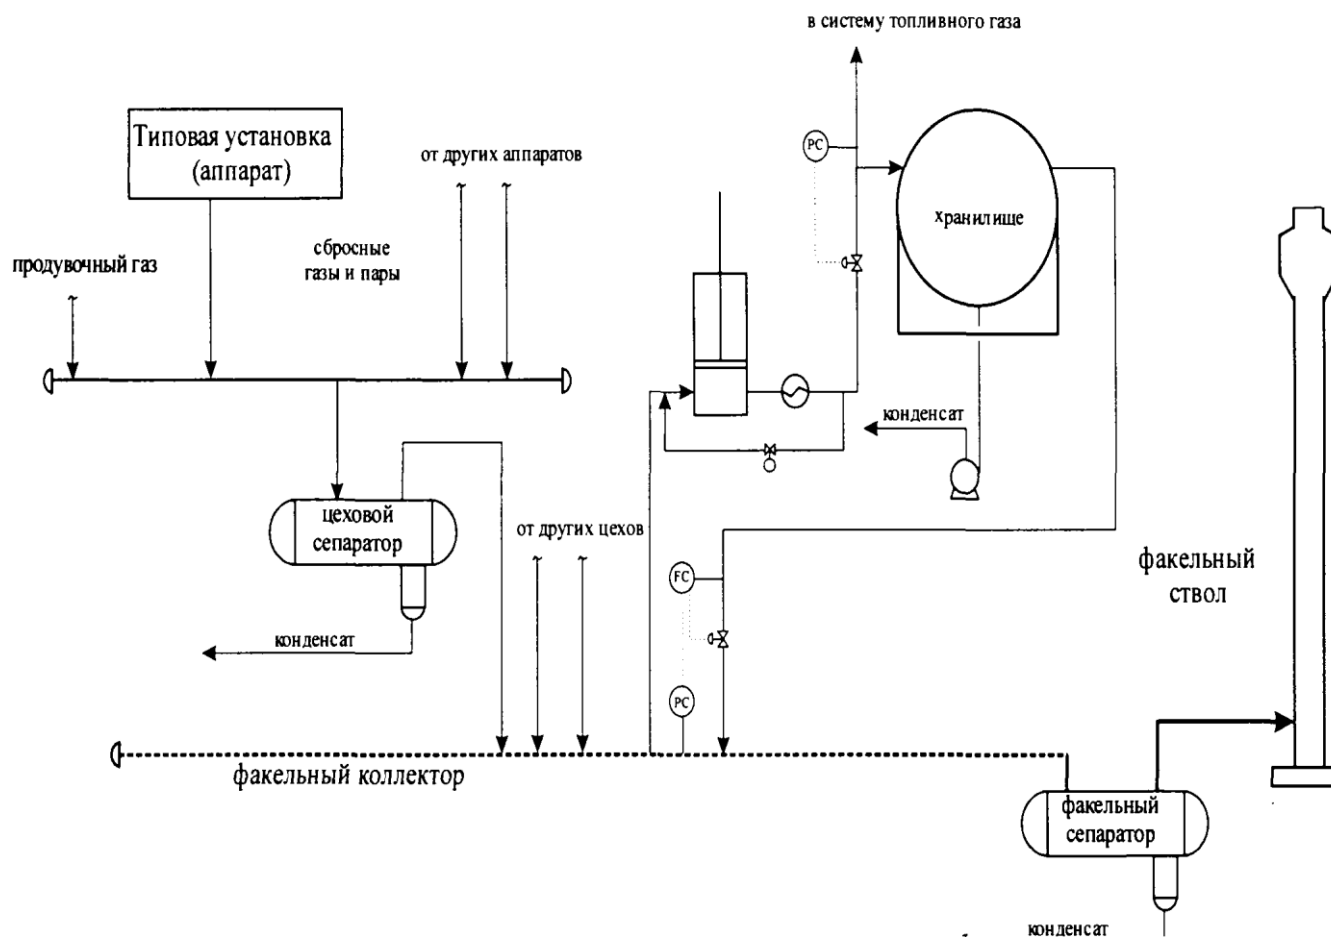 в систему топливного газа
Типовая установка
(аппарат)
от других аппаратов
PC
хранилище
сбросные
газы и пары
продувочный газ
конденсат
цеховой
сепаратор
от других цехов
факельный
ствол
FC
конденсат
PC
факельный коллектор
факельный
сепаратор
конденсат